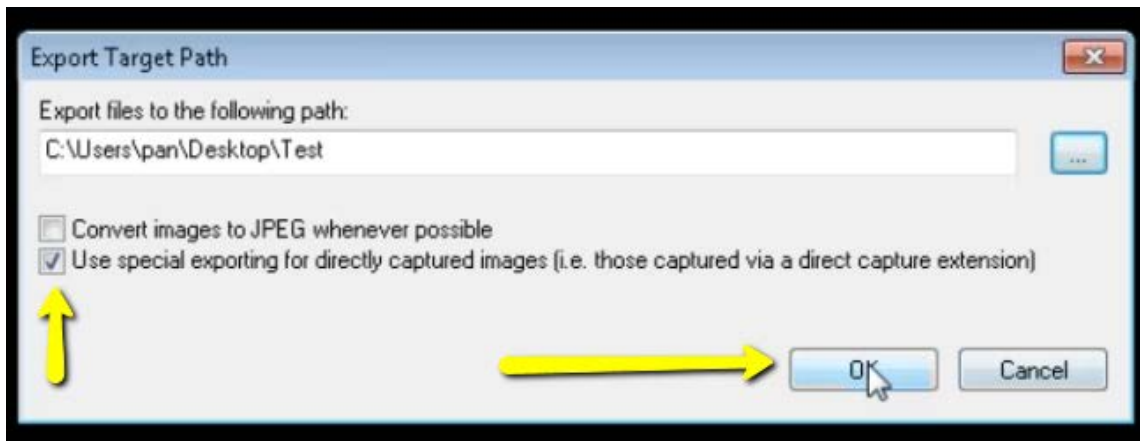 Export Target Path
Export files to the following path:
C:\Users\pan\Desktop\Test
...
Convert images to JPEG whenever possible
Use special exporting for directly captured images (i.e. those captured via a direct capture extension)
OK
Cancel